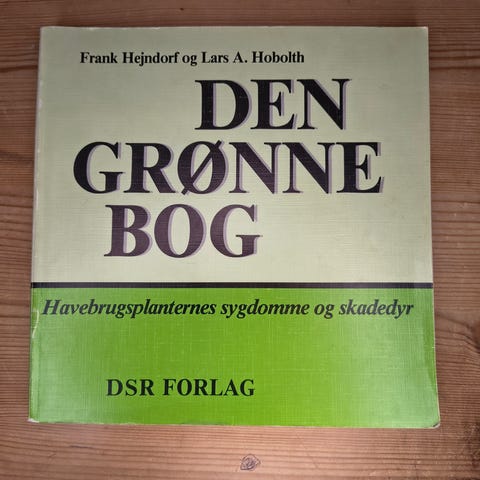 Frank Hejndorf og Lars A. Hobolth
DEN
GRØNNE
BOG
Havebrugsplanternes sygdomme og skadedyr
DSR FORLAG